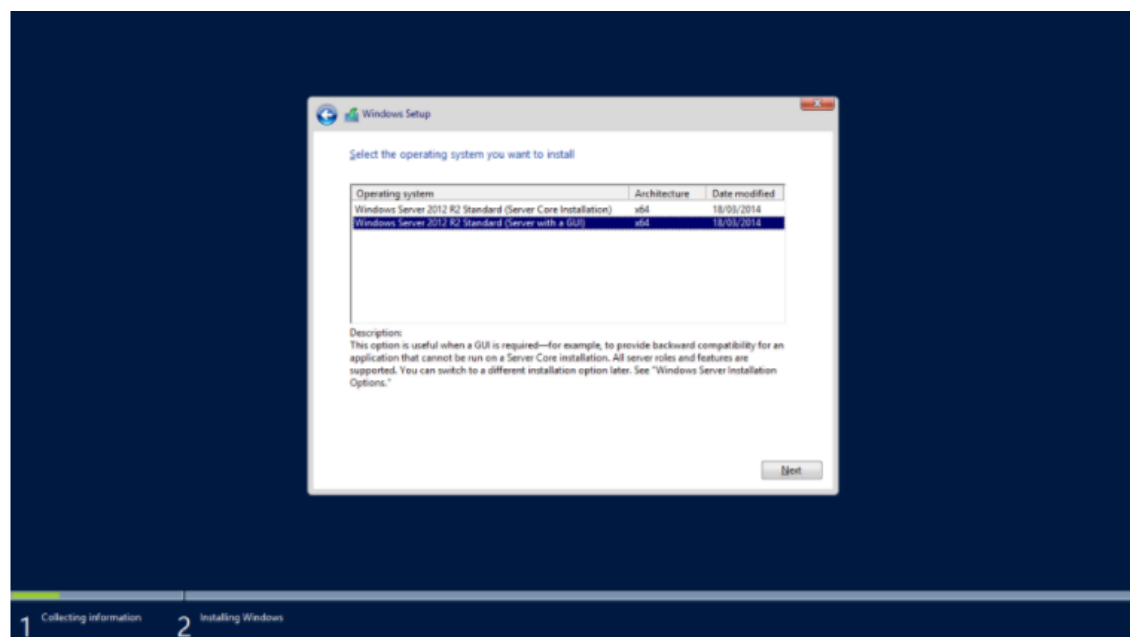 Windows Setup
Select the operating system you want to install
Operating system Architecture Date modified
Windows Server 2012 R2 Standard (Server Core Installation) x64 18/03/2014
Windows Server 2012 R2 Standard (Server with a GUI) x64 18/03/2014
Description:
This option is useful when a GUI is required—for example, to provide backward compatibility for an
application that cannot be run on a Server Core installation. All server roles and features are
supported. You can switch to a different installation option later. See "Windows Server Installation
Options."
Next
1 Collecting information 2 Installing Windows